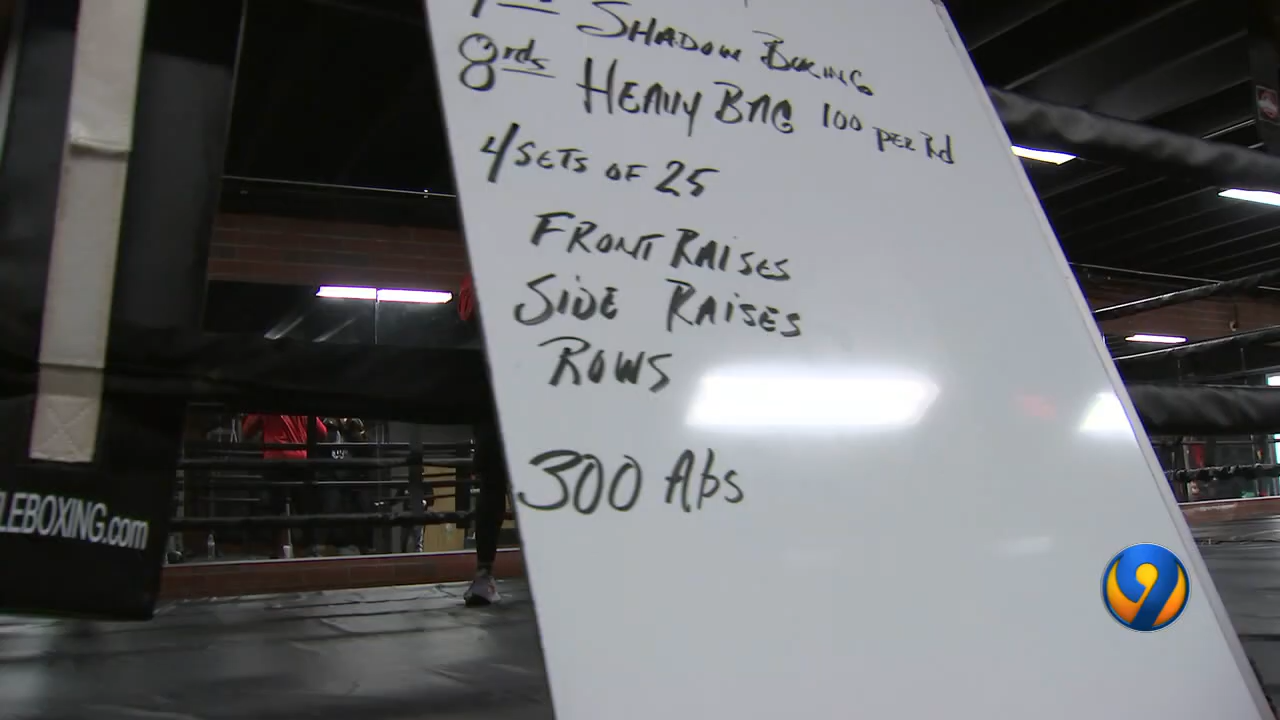 SHADOW BOXING
8rds HEAVY BAG 100 PER Rd
4 SETS OF 25
FRONT RAISES
SIDE RAISES
ROWS
300 Abs
LEBOXING.com
9